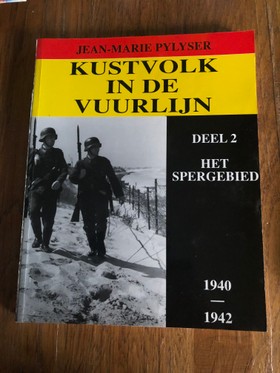 JEAN-MARIE PYLYSER
KUSTVOLK
IN DE
VUURLIJN
DEEL 2
HET
SPERGEBIED
1940
—
1942